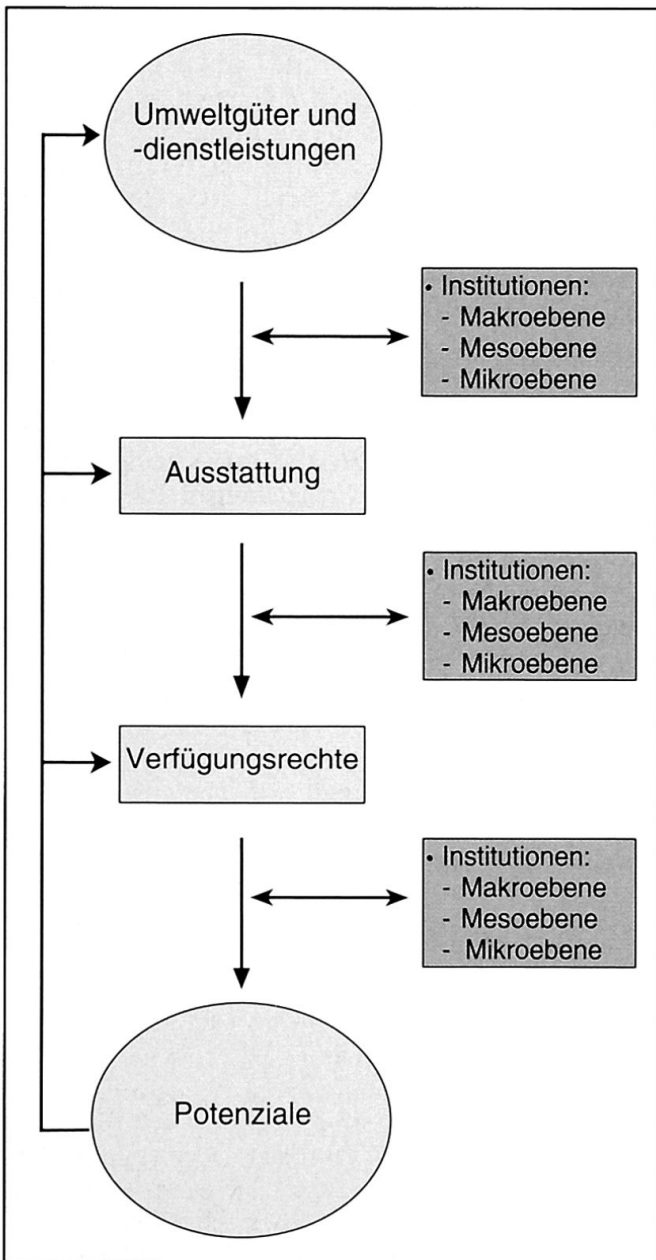 Umweltgüter und
-dienstleistungen
• Institutionen:
- Makroebene
- Mesoebene
- Mikroebene
Ausstattung
• Institutionen:
- Makroebene
- Mesoebene
- Mikroebene
Verfügungsrechte
• Institutionen:
- Makroebene
- Mesoebene
- Mikroebene
Potenziale